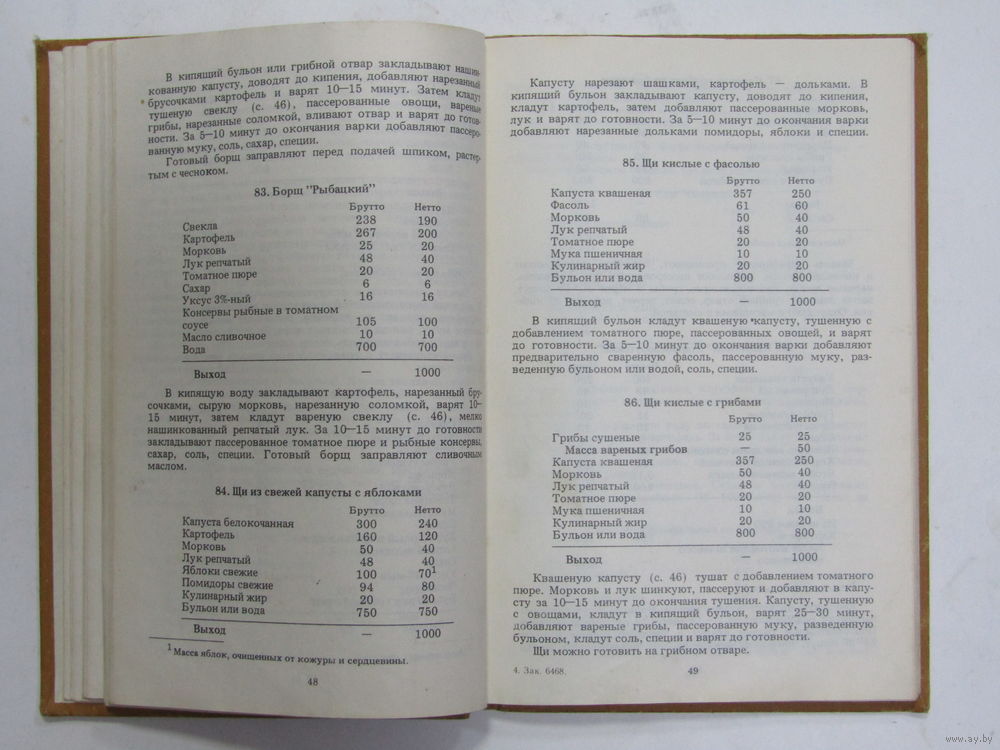 В кипящий бульон или грибной отвар закладывают нашин-
кованную капусту, доводят до кипения, добавляют нарезанный
брусочками картофель и варят 10—15 минут. Затем кладут
тушеную свеклу (с. 46), пассерованные овощи, вареные
грибы, нарезанные соломкой, вливают отвар и варят до готов-
ности. За 5—10 минут до окончания варки добавляют пассеро-
ванную муку, соль, сахар, специи.
Готовый борщ заправляют перед подачей шпиком, растер-
тым с чесноком.
83. Борщ "Рыбацкий"
Брутто Нетто
Свекла 238 190
Картофель 267 200
Морковь 25 20
Лук репчатый 48 40
Томатное пюре 20 20
Сахар 6 6
Уксус 3%-ный 16 16
Консервы рыбные в томатном
соусе 105 100
Масло сливочное 10 10
Вода 700 700
Выход — 1000
В кипящую воду закладывают картофель, нарезанный бру-
сочками, сырую морковь, нарезанную соломкой, варят 10—
15 минут, затем кладут вареную свеклу (с. 46), мелко
нашинкованный репчатый лук. За 10—15 минут до готовности
закладывают пассерованное томатное пюре и рыбные консервы,
сахар, соль, специи. Готовый борщ заправляют сливочным
маслом.
84. Щи из свежей капусты с яблоками
Брутто Нетто
Капуста белокочанная 300 240
Картофель 160 120
Морковь 50 40
Лук репчатый 48 40
Яблоки свежие 100 70¹
Помидоры свежие 94 80
Кулинарный жир 20 20
Бульон или вода 750 750
Выход — 1000
¹ Масса яблок, очищенных от кожуры и сердцевины.
48
Капусту нарезают шашками, картофель — дольками. В
кипящий бульон закладывают капусту, доводят до кипения,
кладут картофель, затем добавляют пассерованные морковь,
лук и варят до готовности. За 5—10 минут до окончания варки
добавляют нарезанные дольками помидоры, яблоки и специи.
85. Щи кислые с фасолью
Брутто Нетто
Капуста квашеная 357 250
Фасоль 61 60
Морковь 50 40
Лук репчатый 48 40
Томатное пюре 20 20
Мука пшеничная 10 10
Кулинарный жир 20 20
Бульон или вода 800 800
Выход — 1000
В кипящий бульон кладут квашеную капусту, тушенную с
добавлением томатного пюре, пассерованных овощей, и варят
до готовности. За 5—10 минут до окончания варки добавляют
предварительно сваренную фасоль, пассерованную муку, раз-
веденную бульоном или водой, соль, специи.
86. Щи кислые с грибами
Брутто Нетто
Грибы сушеные 25 25
Масса вареных грибов — 50
Капуста квашеная 357 250
Морковь 50 40
Лук репчатый 48 40
Томатное пюре 20 20
Мука пшеничная 10 10
Кулинарный жир 20 20
Бульон или вода 800 800
Выход — 1000
Квашеную капусту (с. 46) тушат с добавлением томатного
пюре. Морковь и лук шинкуют, пассеруют и добавляют в капу-
сту за 10—15 минут до окончания тушения. Капусту, тушенную
с овощами, кладут в кипящий бульон, варят 25—30 минут,
добавляют вареные грибы, пассерованную муку, разведенную
бульоном, кладут соль, специи и варят до готовности.
Щи можно готовить на грибном отваре.
4. Зак. 6468.
49
www.ay.by